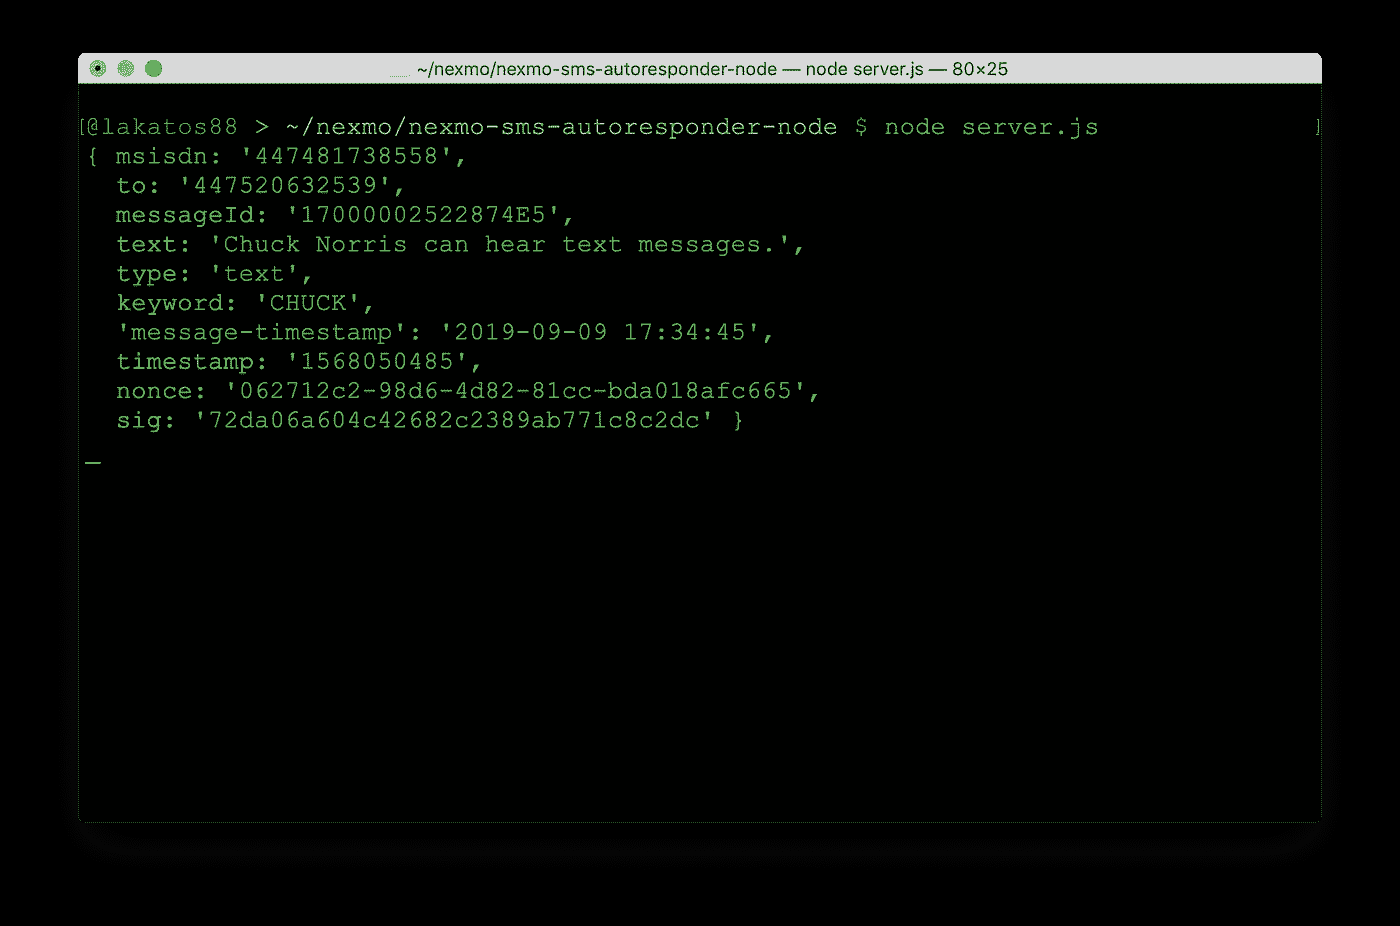 ~/nexmo/nexmo-sms-autoresponder-node — node server.js — 80×25
[@lakatos88 > ~/nexmo/nexmo-sms-autoresponder-node $ node server.js ]
{ msisdn: '447481738558',
  to: '447520632539',
  messageId: '17000002522874E5',
  text: 'Chuck Norris can hear text messages.',
  type: 'text',
  keyword: 'CHUCK',
  'message-timestamp': '2019-09-09 17:34:45',
  timestamp: '1568050485',
  nonce: '062712c2-98d6-4d82-81cc-bda018afc665',
  sig: '72da06a604c42682c2389ab771c8c2dc' }